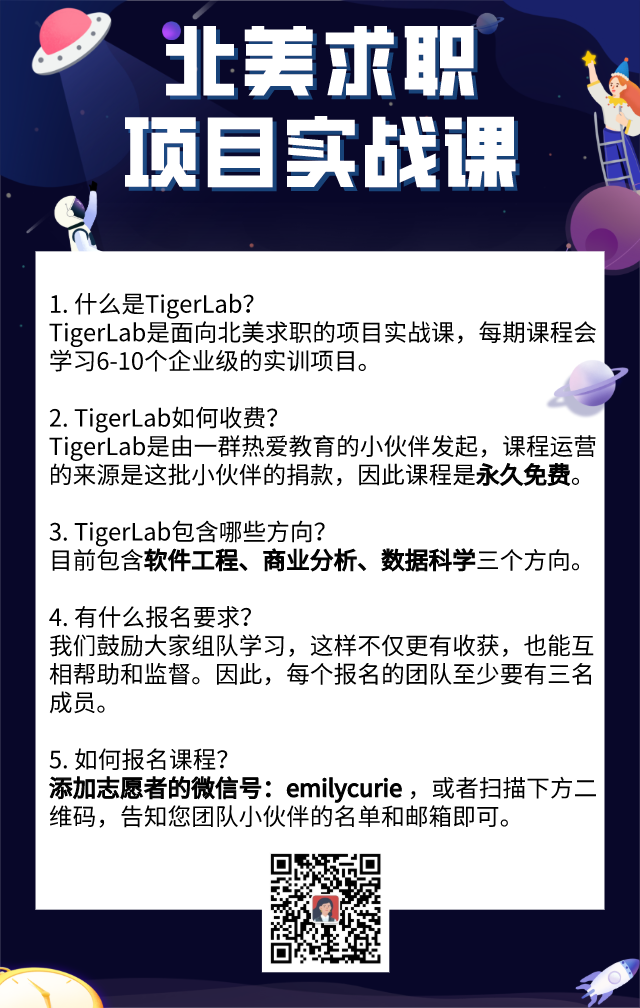 北美求职
项目实战课
1. 什么是TigerLab？
TigerLab是面向北美求职的项目实战课，每期课程会
学习6-10个企业级的实训项目。
2. TigerLab如何收费？
TigerLab是由一群热爱教育的小伙伴发起，课程运营
的来源是这批小伙伴的捐款，因此课程是永久免费。
3. TigerLab包含哪些方向？
目前包含软件工程、商业分析、数据科学三个方向。
4. 有什么报名要求？
我们鼓励大家组队学习，这样不仅更有收获，也能互
相帮助和监督。因此，每个报名的团队至少要有三名
成员。
5. 如何报名课程？
添加志愿者的微信号：emilycurie ，或者扫描下方二
维码，告知您团队小伙伴的名单和邮箱即可。